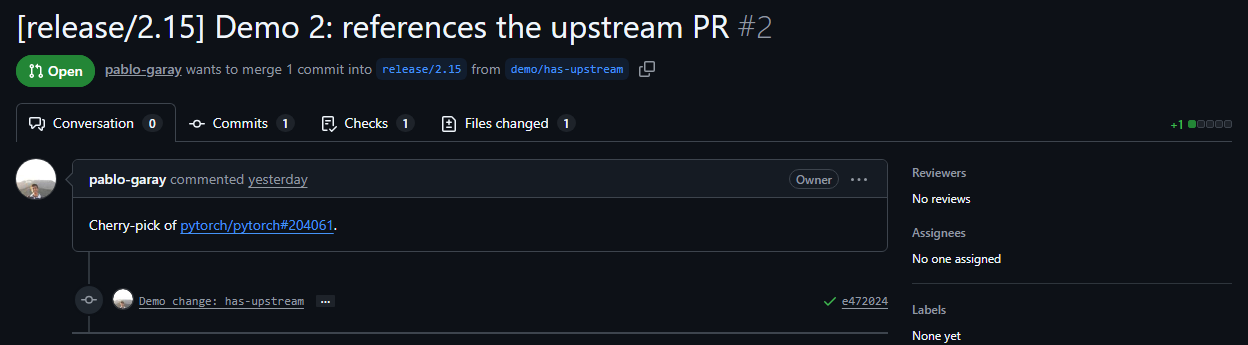 [release/2.15] Demo 2: references the upstream PR #2
Open pablo-garay wants to merge 1 commit into release/2.15 from demo/has-upstream
Conversation 0 Commits 1 Checks 1 Files changed 1
+1
pablo-garay commented yesterday Owner ...
Cherry-pick of pytorch/pytorch#204061.
Demo change: has-upstream ... e472024
Reviewers
No reviews
Assignees
No one assigned
Labels
None yet